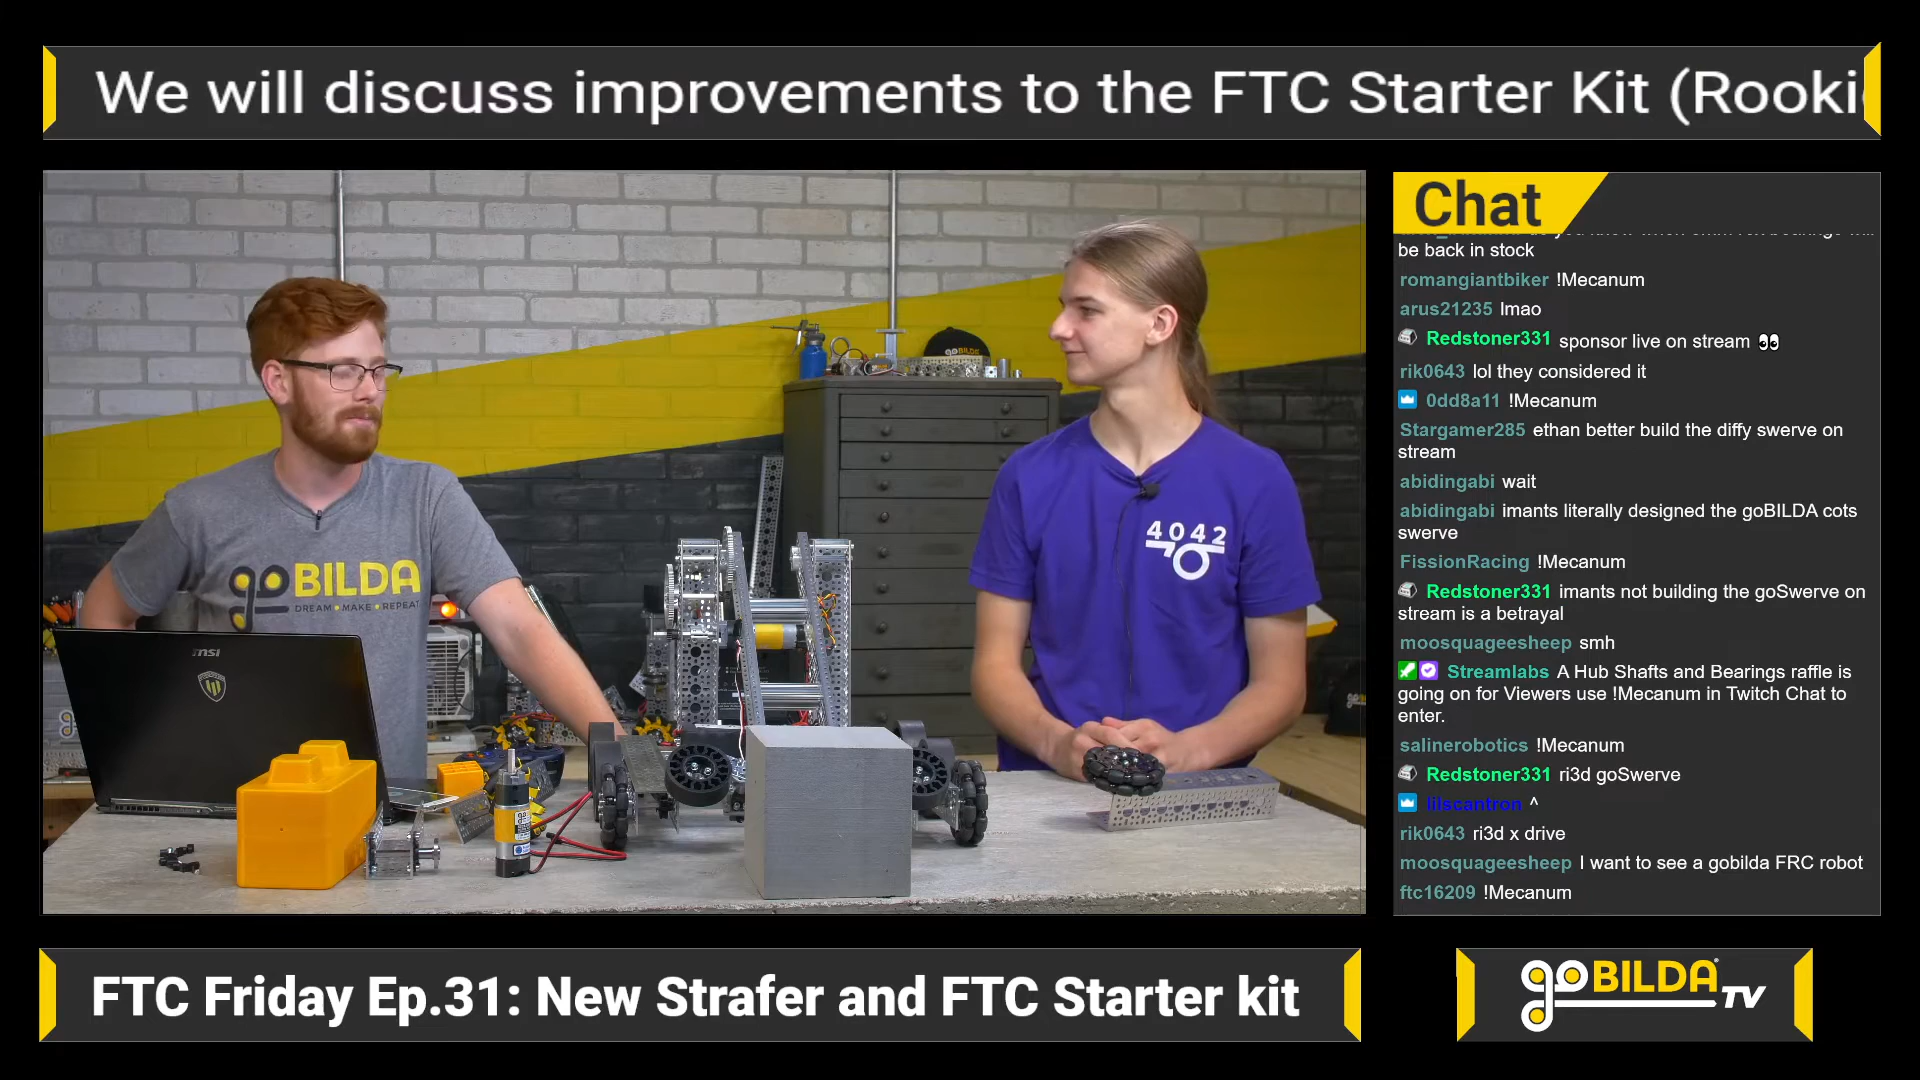 We will discuss improvements to the FTC Starter Kit (Rooki
Chat
be back in stock
romangiantbiker !Mecanum
arus21235 lmao
Redstoner331 sponsor live on stream 👀
rik0643 lol they considered it
0dd8a11 !Mecanum
Stargamer285 ethan better build the diffy swerve on
stream
abidingabi wait
abidingabi imants literally designed the goBILDA cots
swerve
FissionRacing !Mecanum
Redstoner331 imants not building the goSwerve on
stream is a betrayal
moosquageesheep smh
Streamlabs A Hub Shafts and Bearings raffle is
going on for Viewers use !Mecanum in Twitch Chat to
enter.
salinerobotics !Mecanum
Redstoner331 ri3d goSwerve
lilscantron ^
rik0643 ri3d x drive
moosquageesheep I want to see a gobilda FRC robot
ftc16209 !Mecanum
goBILDA
DREAM • MAKE • REPEAT
msi
4042
goBILDA
FTC Friday Ep.31: New Strafer and FTC Starter kit
goBILDA TV